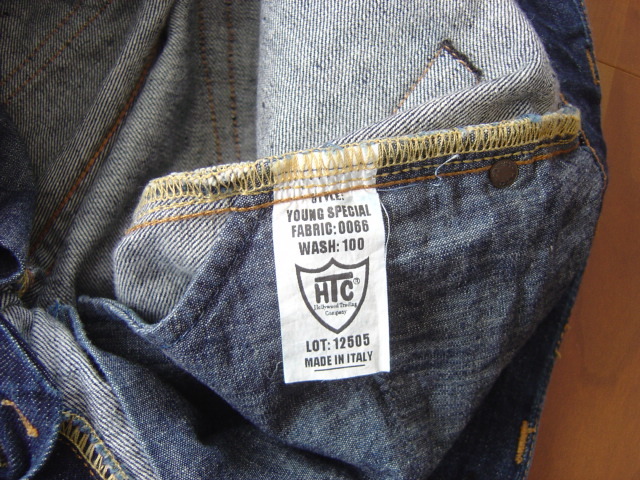 STYLE:
YOUNG SPECIAL
FABRIC:0066
WASH: 100
HTC®
Hollywood Trading
Company
LOT: 12505
MADE IN ITALY